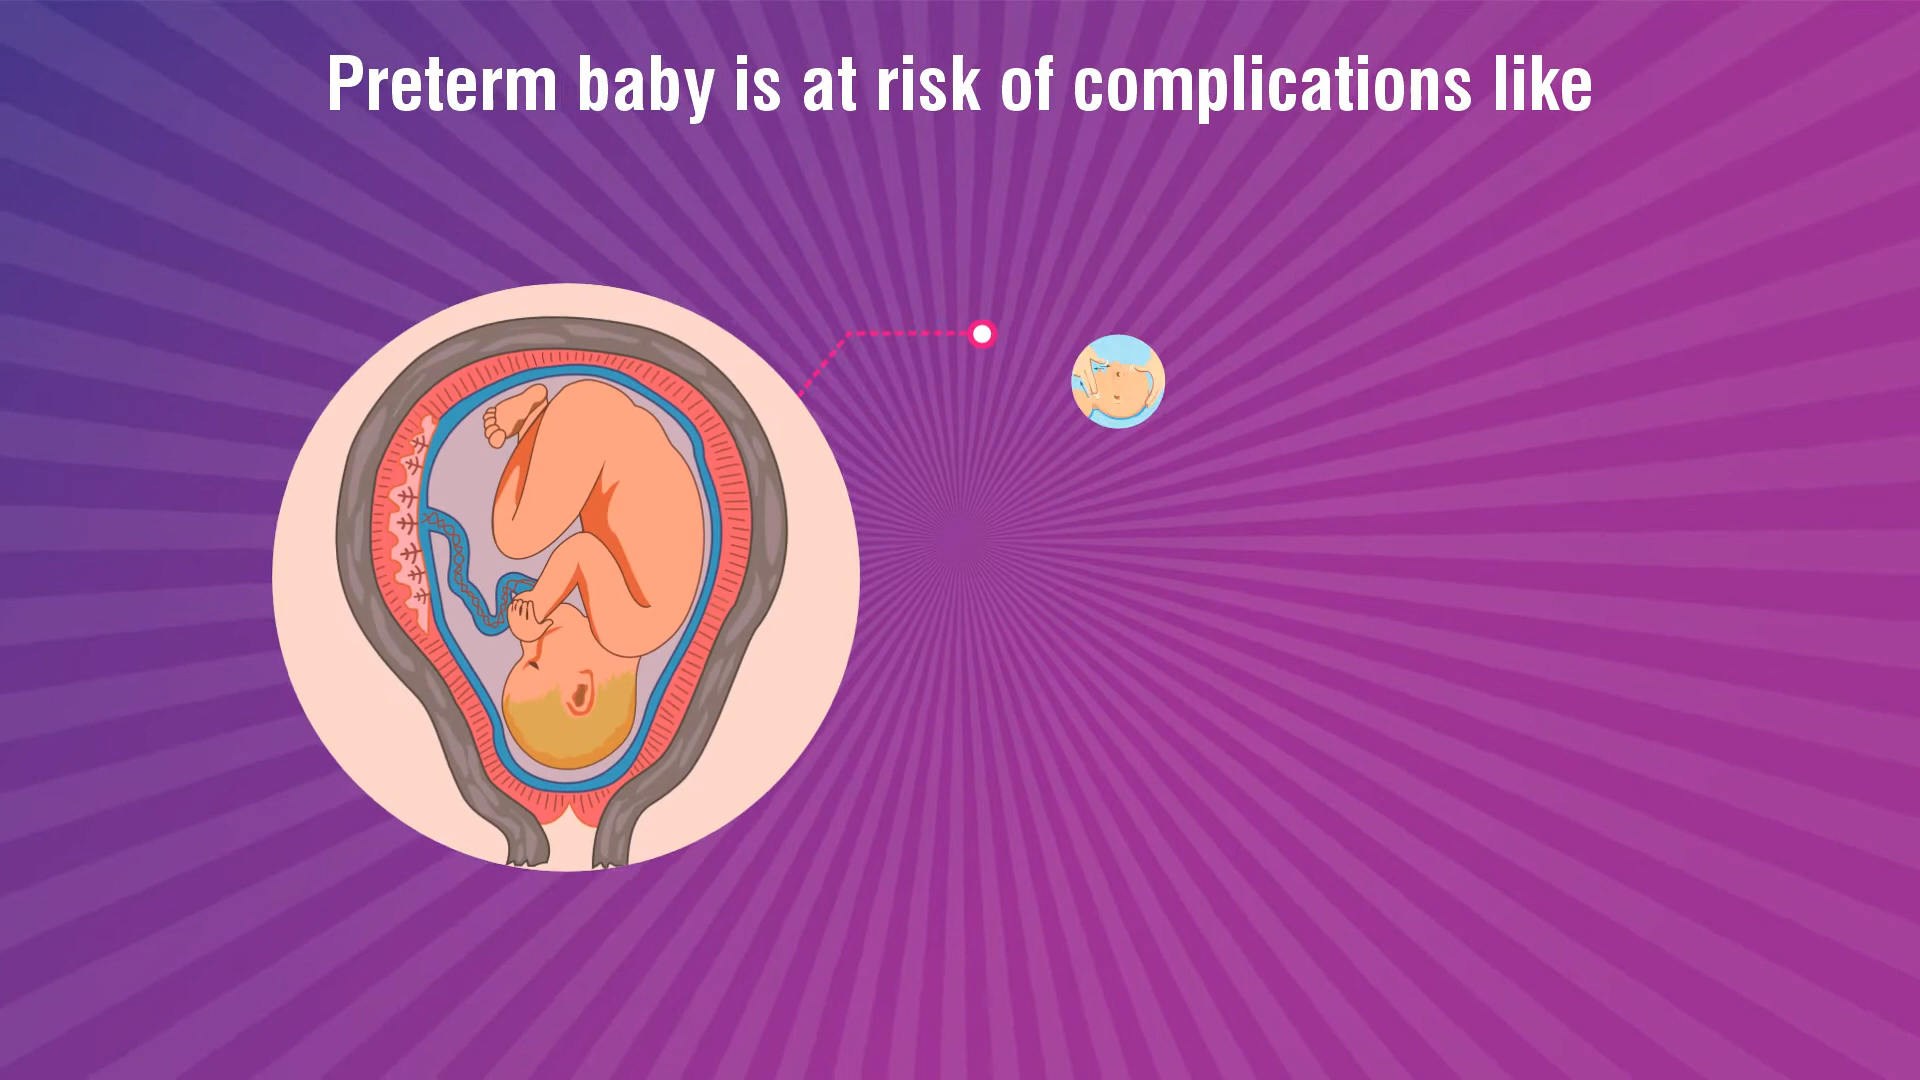 Preterm baby is at risk of complications like